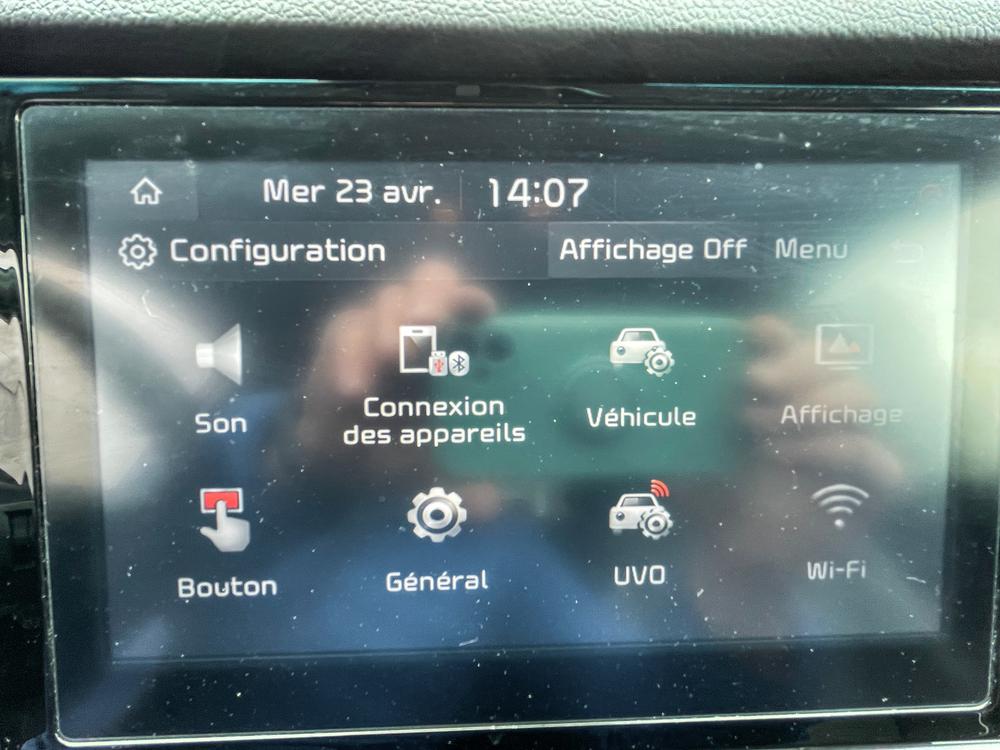 Mer 23 avr. 14:07
Configuration Affichage Off Menu
Son
Connexion
des appareils
Véhicule
Affichage
Bouton
Général
UVO
Wi-Fi